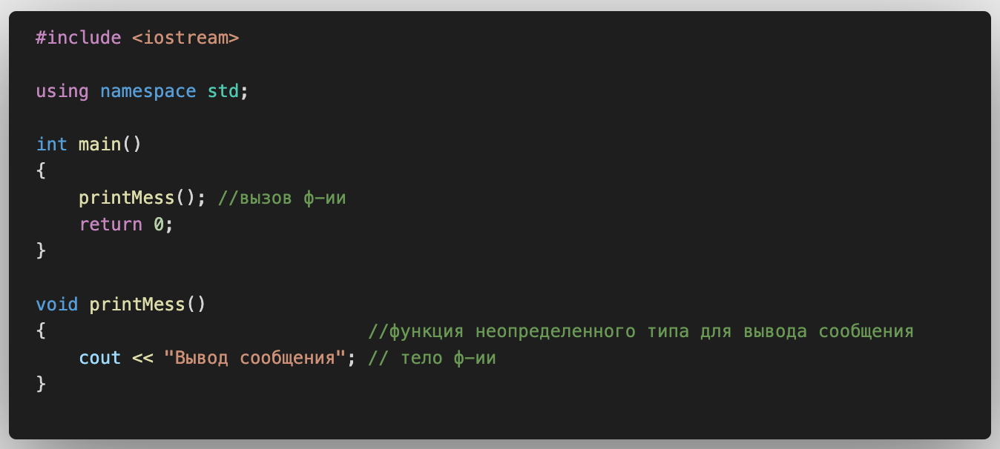 #include <iostream>
using namespace std;
int main()
{
printMess(); //вызов ф-ии
return 0;
}
void printMess()
{ //функция неопределенного типа для вывода сообщения
cout << "Вывод сообщения"; // тело ф-ии
}